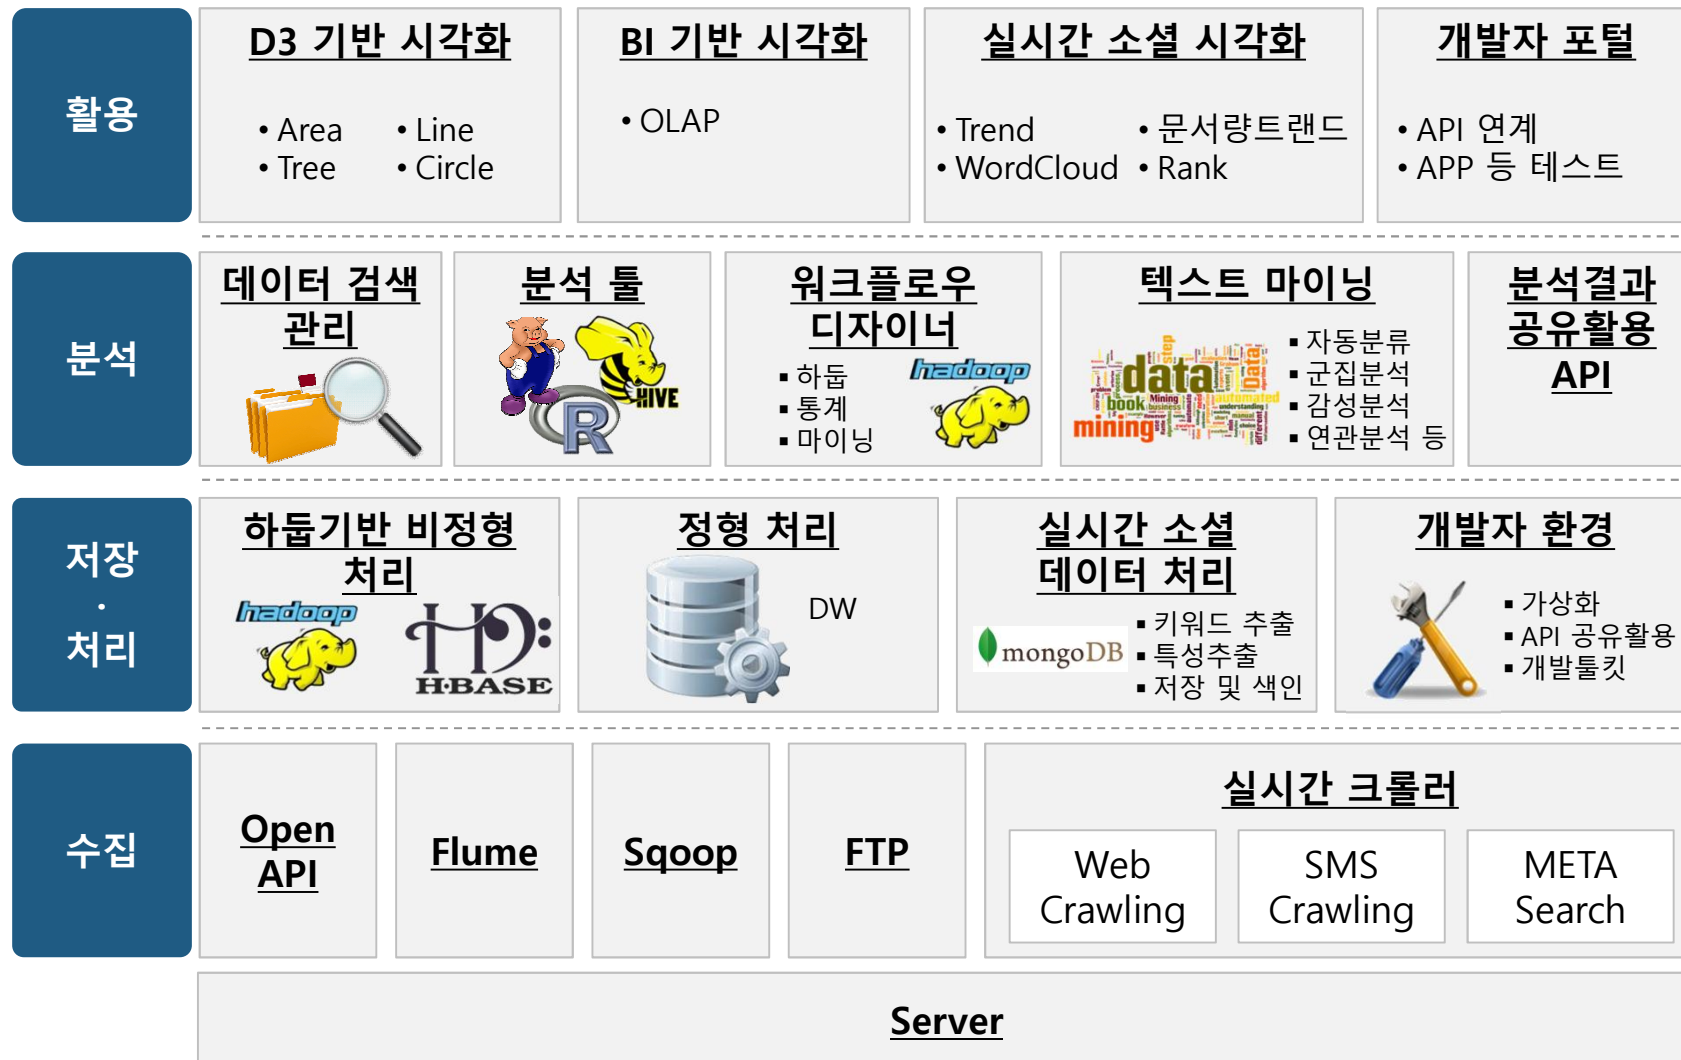 활용
D3 기반 시각화
• Area
• Line
• Tree
• Circle
BI 기반 시각화
• OLAP
실시간 소셜 시각화
• Trend
• 문서량트랜드
• WordCloud
• Rank
개발자 포털
• API 연계
• APP 등 테스트
분석
데이터 검색
관리
분석 툴
HIVE
R
워크플로우
디자이너
▪ 하둡
▪ 통계
▪ 마이닝
hadoop
텍스트 마이닝
step
data
Data
book
Mining
business
automated
understanding
mining
different
▪ 자동분류
▪ 군집분석
▪ 감성분석
▪ 연관분석 등
분석결과
공유활용
API
저장
·
처리
하둡기반 비정형
처리
hadoop
H·BASE
정형 처리
DW
실시간 소셜
데이터 처리
mongoDB
▪ 키워드 추출
▪ 특성추출
▪ 저장 및 색인
개발자 환경
▪ 가상화
▪ API 공유활용
▪ 개발툴킷
수집
Open
API
Flume
Sqoop
FTP
실시간 크롤러
Web
Crawling
SMS
Crawling
META
Search
Server